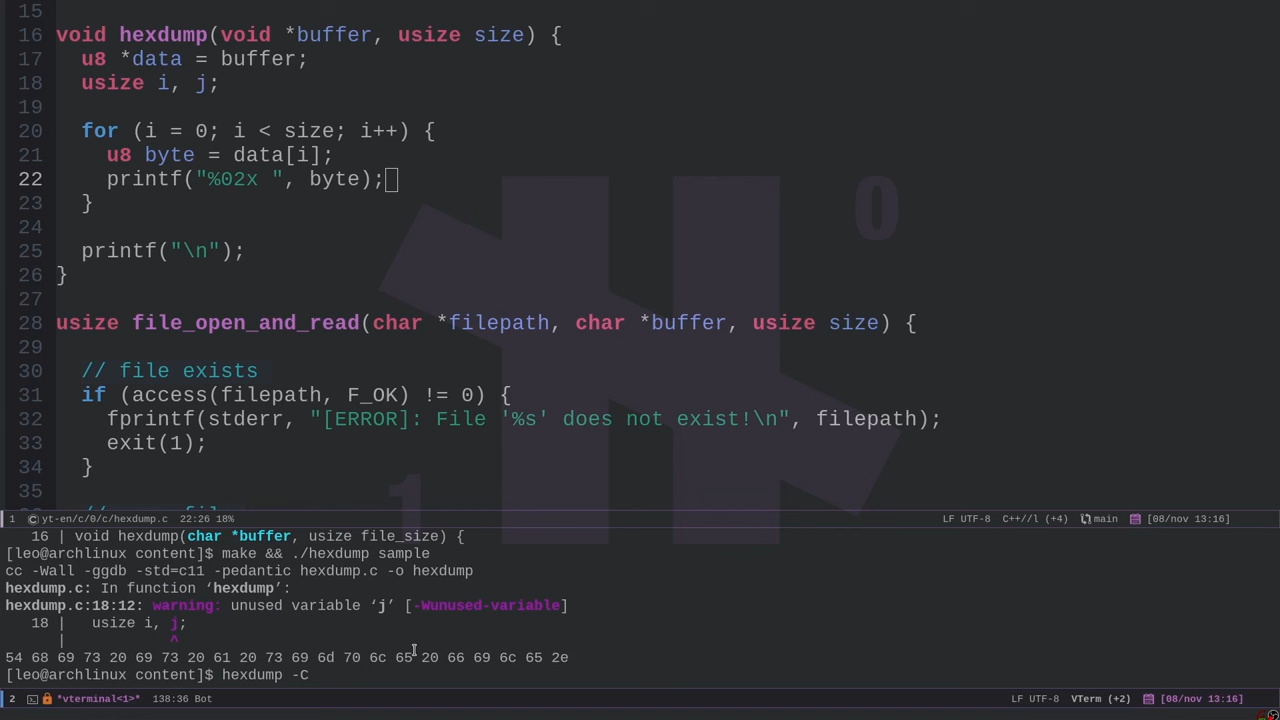 15
16 void hexdump(void *buffer, usize size) {
17   u8 *data = buffer;
18   usize i, j;
19
20   for (i = 0; i < size; i++) {
21     u8 byte = data[i];
22     printf("%02x ", byte);
23   }
24
25   printf("\n");
26 }
27
28 usize file_open_and_read(char *filepath, char *buffer, usize size) {
29
30   // file exists
31   if (access(filepath, F_OK) != 0) {
32     fprintf(stderr, "[ERROR]: File '%s' does not exist!\n", filepath);
33     exit(1);
34   }
35
0
1
1 yt-en/c/0/c/hexdump.c 22:26 18% LF UTF-8 C++//l (+4) main [08/nov 13:16]
   16 | void hexdump(char *buffer, usize file_size) {
[leo@archlinux content]$ make && ./hexdump sample
cc -Wall -ggdb -std=c11 -pedantic hexdump.c -o hexdump
hexdump.c: In function ‘hexdump’:
hexdump.c:18:12: warning: unused variable ‘j’ [-Wunused-variable]
   18 |   usize i, j;
      |            ^
54 68 69 73 20 69 73 20 61 20 73 69 6d 70 6c 65 20 66 69 6c 65 2e
[leo@archlinux content]$ hexdump -C
2 *vterminal<1>* 138:36 Bot LF UTF-8 VTerm (+2) [08/nov 13:16]